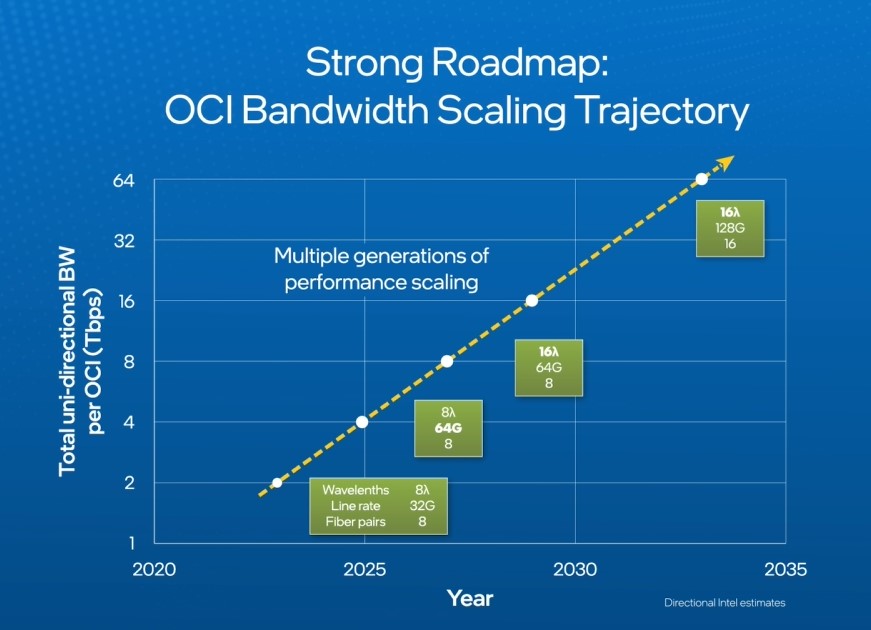 Strong Roadmap:
OCI Bandwidth Scaling Trajectory
Total uni-directional BW
per OCI (Tbps)
64
32
16
8
4
2
1
Multiple generations of
performance scaling
16λ
128G
16
16λ
64G
8
8λ
64G
8
Wavelenths 8λ
Line rate 32G
Fiber pairs 8
2020 2025 2030 2035
Year
Directional Intel estimates